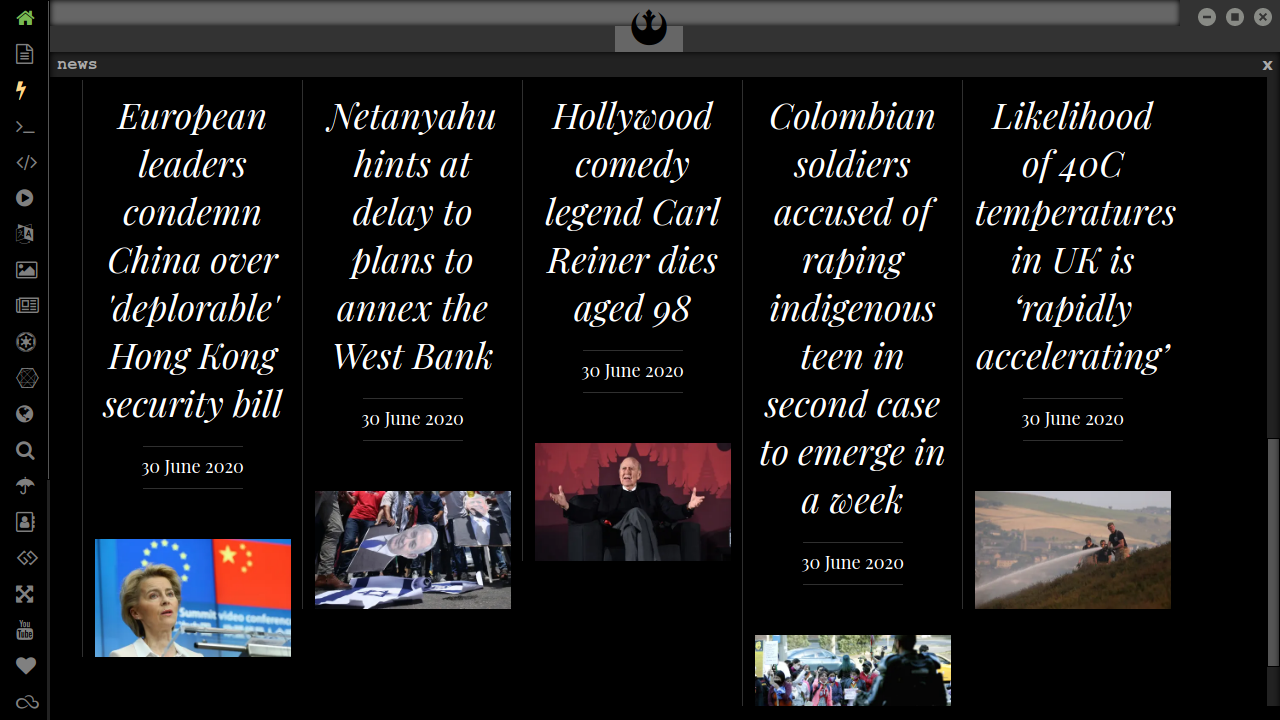 news
x
European
leaders
condemn
China over
'deplorable'
Hong Kong
security bill
30 June 2020
Summit video conference
Netanyahu
hints at
delay to
plans to
annex the
West Bank
30 June 2020
Hollywood
comedy
legend Carl
Reiner dies
aged 98
30 June 2020
Colombian
soldiers
accused of
raping
indigenous
teen in
second case
to emerge in
a week
30 June 2020
Likelihood
of 40C
temperatures
in UK is
‘rapidly
accelerating’
30 June 2020
You
Tube